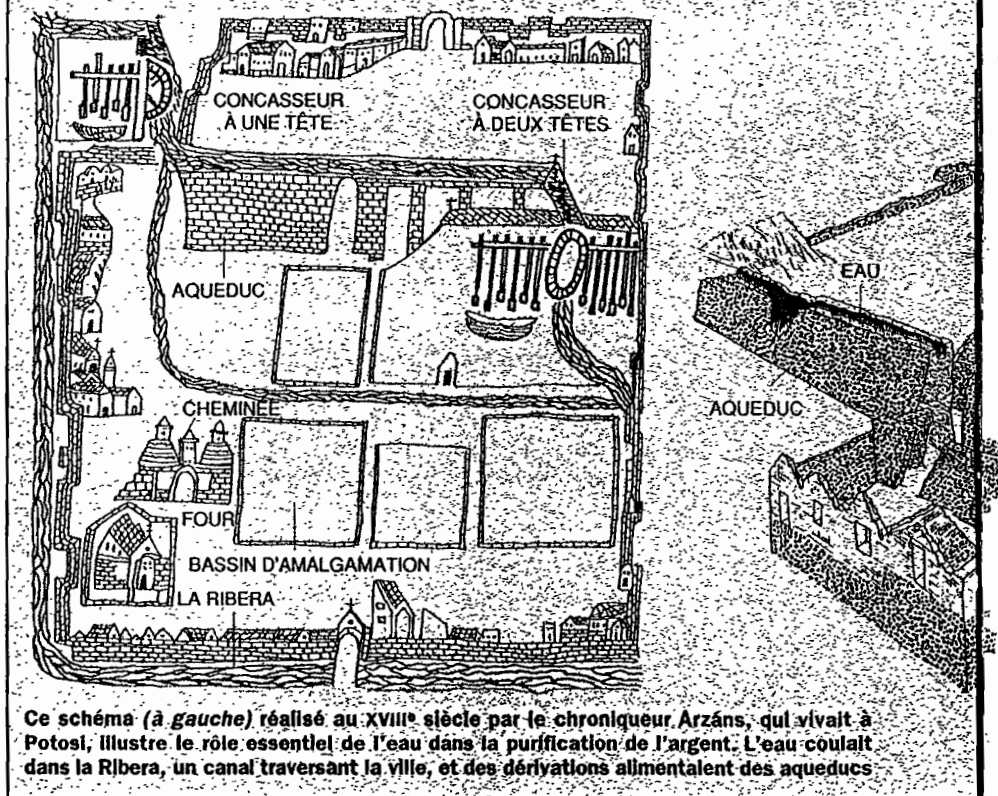 CONCASSEUR
À UNE TÊTE
CONCASSEUR
À DEUX TÊTES
AQUEDUC
CHEMINÉE
FOUR
BASSIN D'AMALGAMATION
LA RIBERA
EAU
AQUEDUC
Ce schéma (à gauche) réalisé au XVIIIe siècle par le chroniqueur Arzáns, qui vivait à
Potosi, illustre le rôle essentiel de l'eau dans la purification de l'argent. L'eau coulait
dans la Ribera, un canal traversant la ville, et des dérivations alimentaient des aqueducs